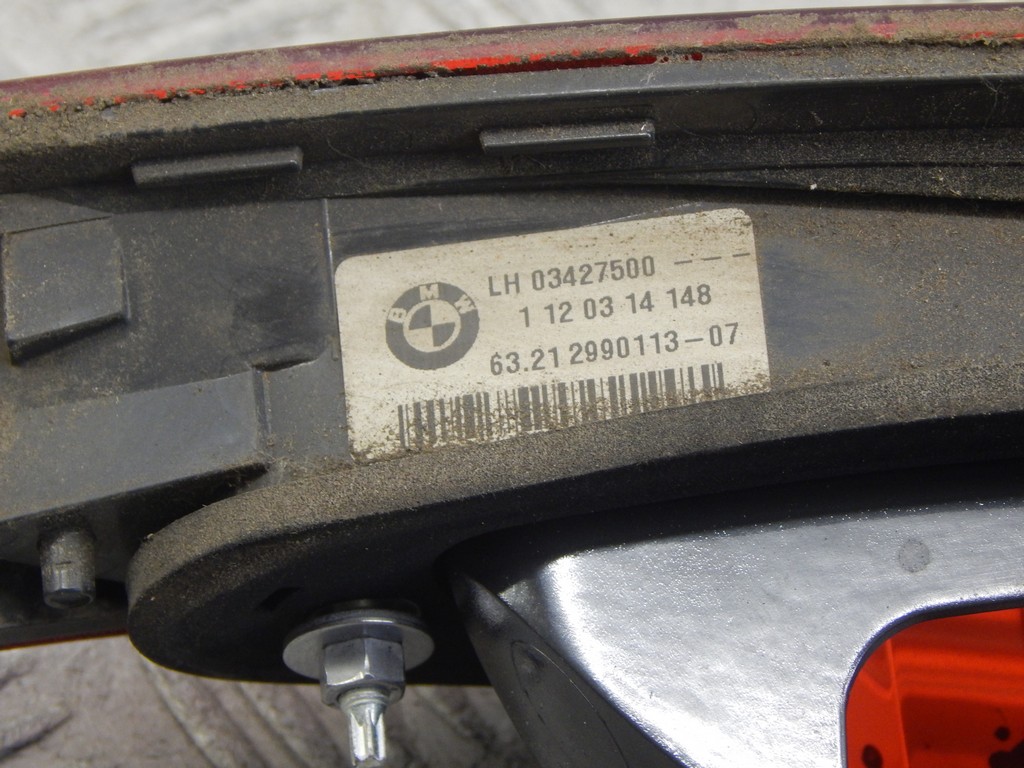 BMW
LH 03427500 ---
1 12 03 14 148
63.21 2990113-07